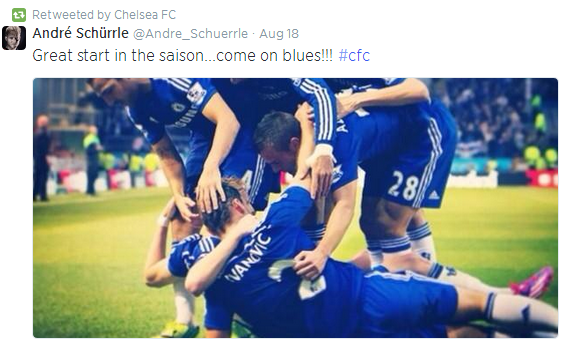 Retweeted by Chelsea FC
André Schürrle @Andre_Schuerrle · Aug 18
Great start in the saison...come on blues!!! #cfc
28
IVANOVIC
2